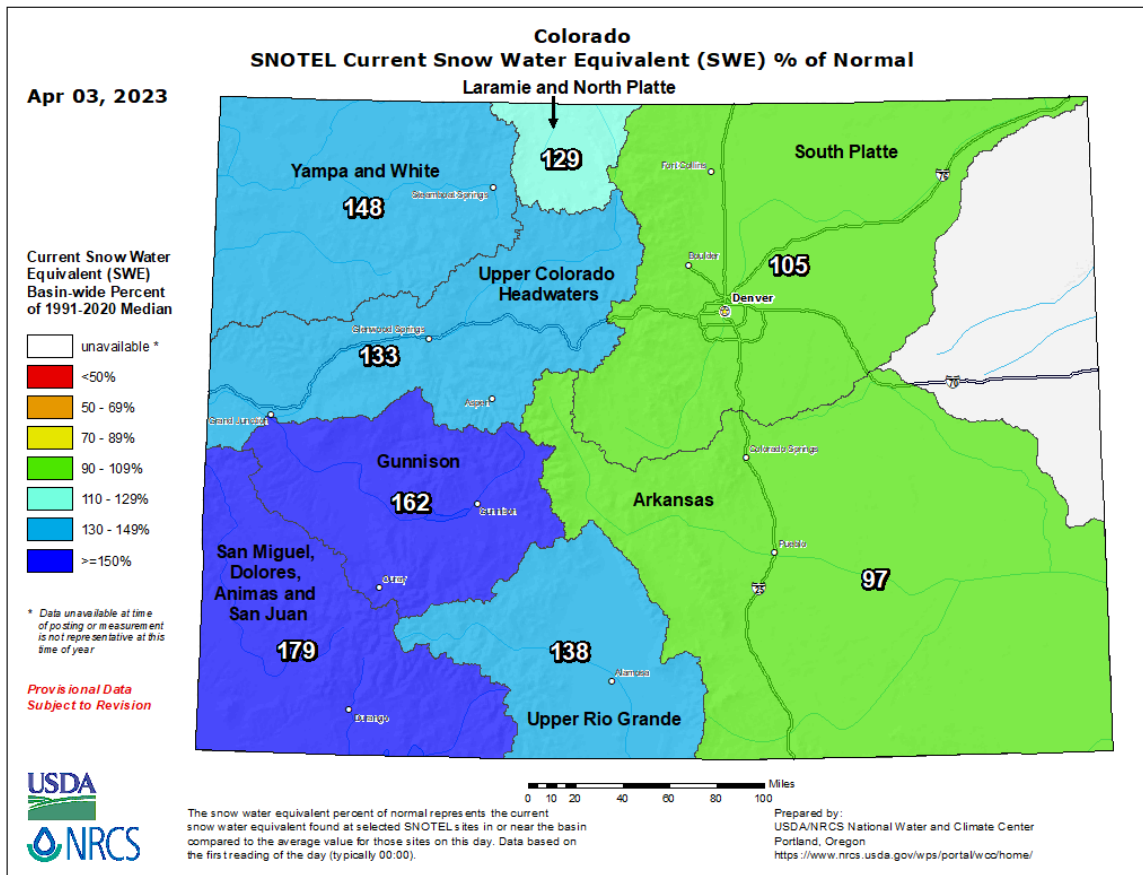 Colorado
SNOTEL Current Snow Water Equivalent (SWE) % of Normal
Apr 03, 2023
Laramie and North Platte
129
Yampa and White
148
Steamboat Springs
South Platte
Fort Collins
76
Boulder
105
Denver
Upper Colorado
Headwaters
Glenwood Springs
133
Aspen
Grand Junction
70
Current Snow Water
Equivalent (SWE)
Basin-wide Percent
of 1991-2020 Median
unavailable *
<50%
50 - 69%
70 - 89%
90 - 109%
110 - 129%
130 - 149%
>=150%
* Data unavailable at time
of posting or measurement
is not representative at this
time of year
Provisional Data
Subject to Revision
Gunnison
162
Gunnison
Colorado Springs
Arkansas
Pueblo
97
25
San Miguel,
Dolores,
Animas and
San Juan
Ouray
179
Durango
138
Alamosa
Upper Rio Grande
Miles
0 10 20 40 60 80 100
USDA
NRCS
The snow water equivalent percent of normal represents the current
snow water equivalent found at selected SNOTEL sites in or near the basin
compared to the average value for those sites on this day. Data based on
the first reading of the day (typically 00:00).
Prepared by:
USDA/NRCS National Water and Climate Center
Portland, Oregon
https://www.nrcs.usda.gov/wps/portal/wcc/home/